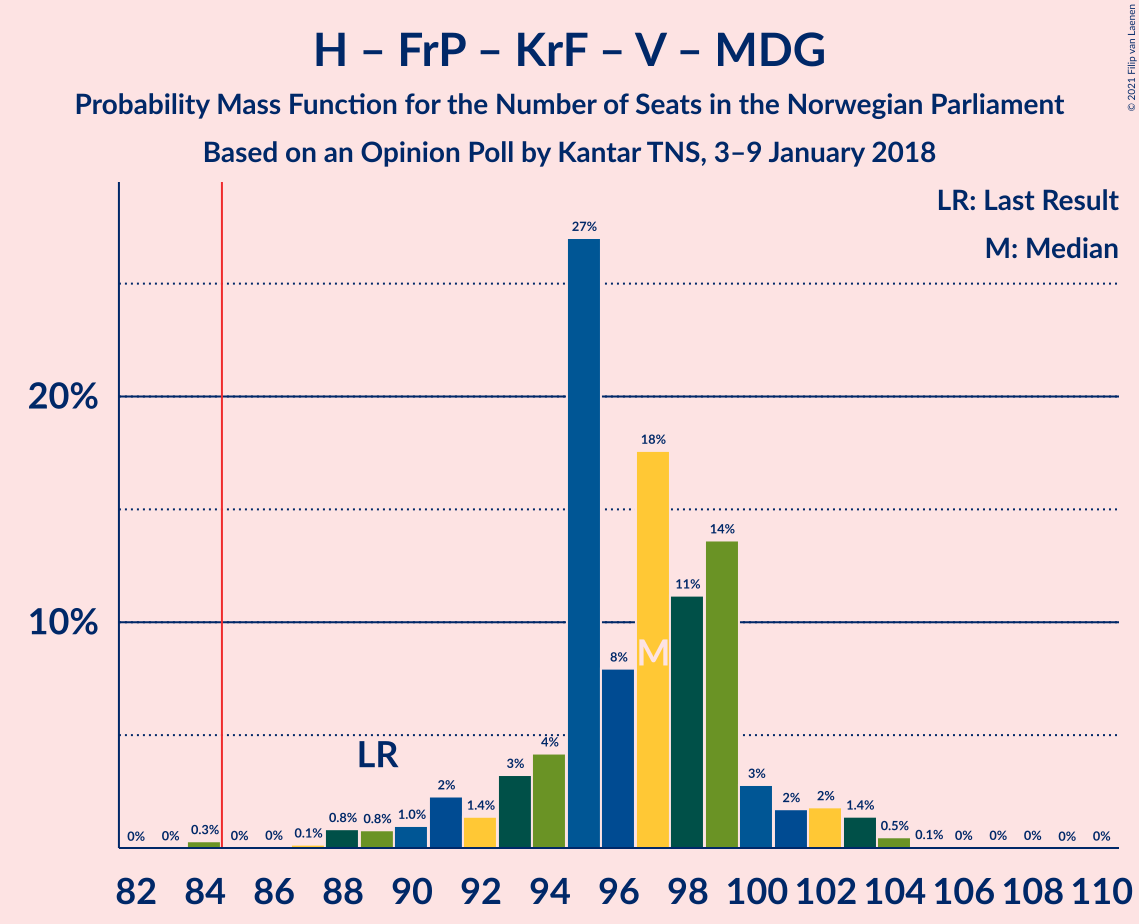 © 2021 Filip van Laenen
H – FrP – KrF – V – MDG
Probability Mass Function for the Number of Seats in the Norwegian Parliament
Based on an Opinion Poll by Kantar TNS, 3–9 January 2018
LR: Last Result
M: Median
20%
10%
0% 0% 0.3% 0% 0% 0.1% 0.8% 0.8% 1.0% 2% 1.4% 3% 4% 27% 8% 18% 11% 14% 3% 2% 2% 1.4% 0.5% 0.1% 0% 0% 0% 0% 0%
LR
M
82 84 86 88 90 92 94 96 98 100 102 104 106 108 110